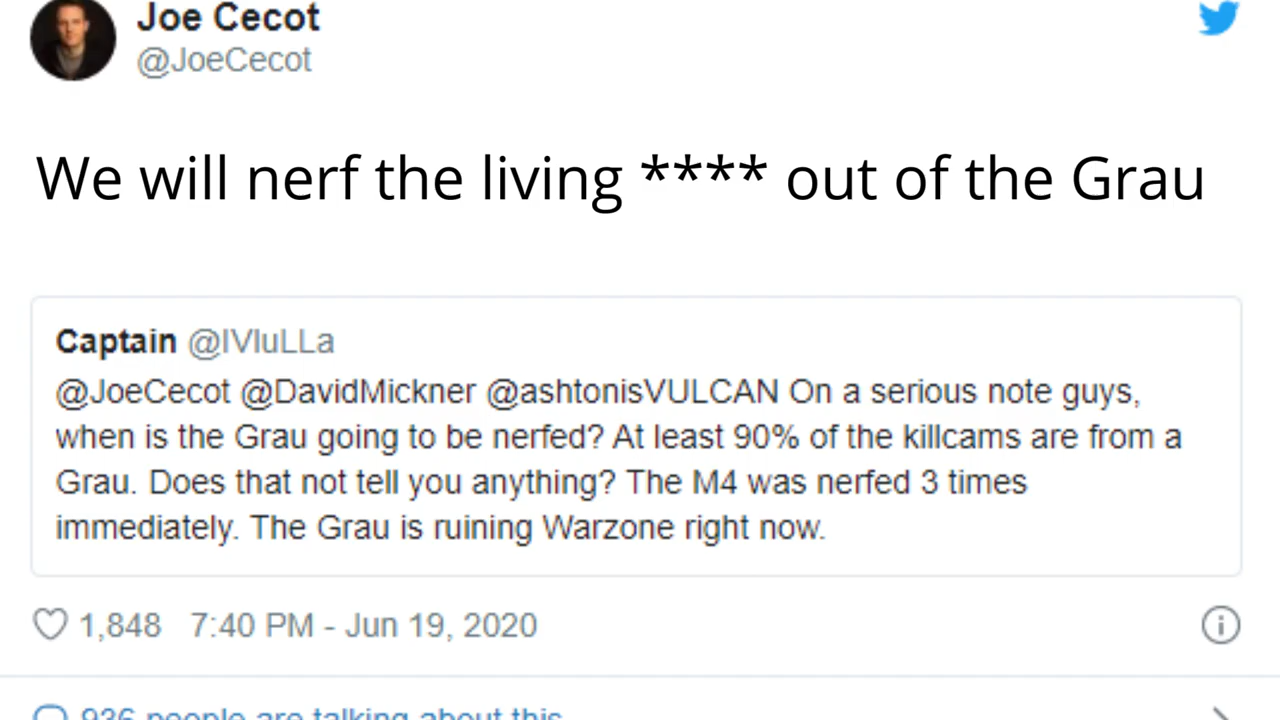 Joe Cecot
@JoeCecot
We will nerf the living **** out of the Grau
Captain @IVIuLLa
@JoeCecot @DavidMickner @ashtonisVULCAN On a serious note guys,
when is the Grau going to be nerfed? At least 90% of the killcams are from a
Grau. Does that not tell you anything? The M4 was nerfed 3 times
immediately. The Grau is ruining Warzone right now.
1,848 7:40 PM - Jun 19, 2020
936 people are talking about this